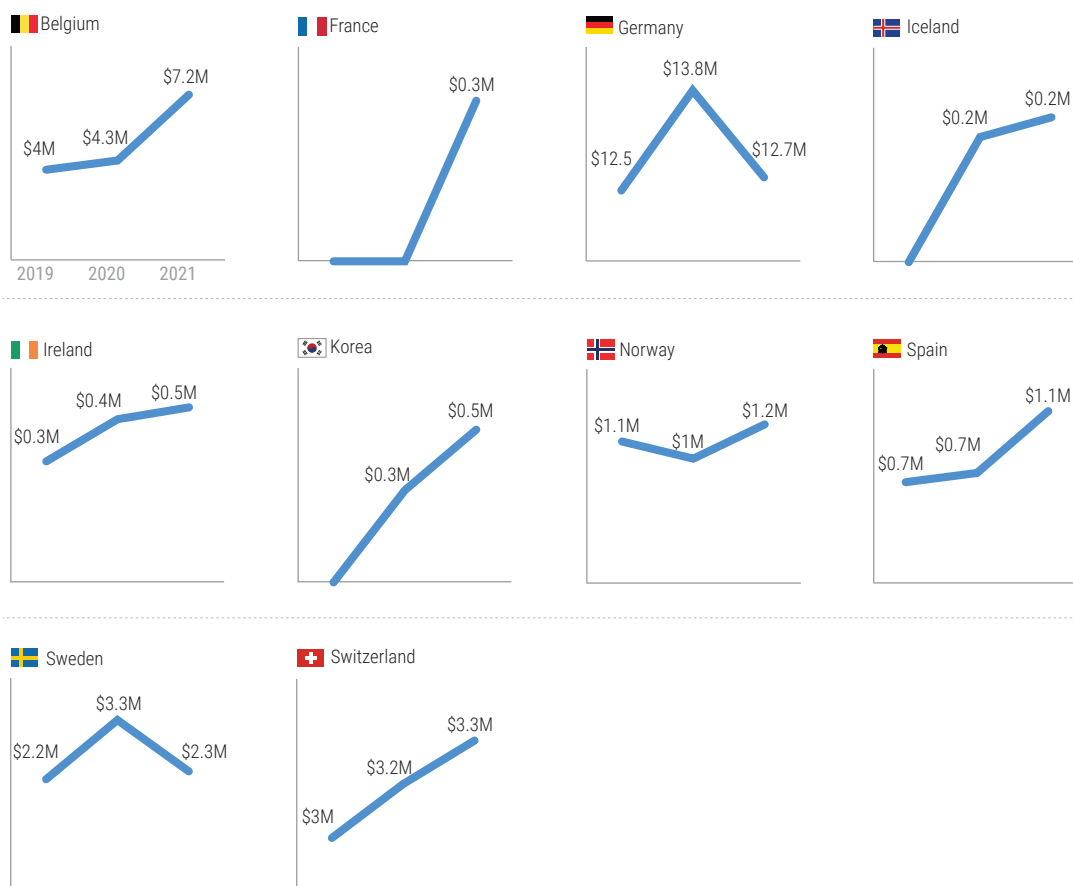 Belgium
$7.2M
$4.3M
$4M
2019 2020 2021
France
$0.3M
Germany
$13.8M
$12.5
$12.7M
Iceland
$0.2M
$0.2M
Ireland
$0.5M
$0.4M
$0.3M
Korea
$0.5M
$0.3M
Norway
$1.1M
$1M
$1.2M
Spain
$1.1M
$0.7M
$0.7M
Sweden
$3.3M
$2.2M
$2.3M
Switzerland
$3.3M
$3.2M
$3M